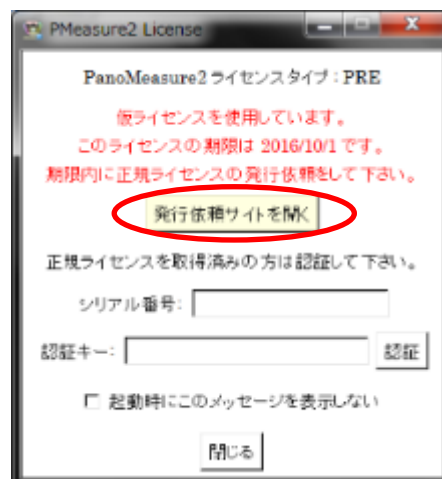 PMeasure2 License
PanoMeasure2 ライセンスタイプ : PRE
仮ライセンスを使用しています。
このライセンスの期限は 2016/10/1 です。
期限内に正規ライセンスの発行依頼をして下さい。
発行依頼サイトを開く
正規ライセンスを取得済みの方は認証して下さい。
シリアル番号:
認証キー:
認証
起動時にこのメッセージを表示しない
閉じる